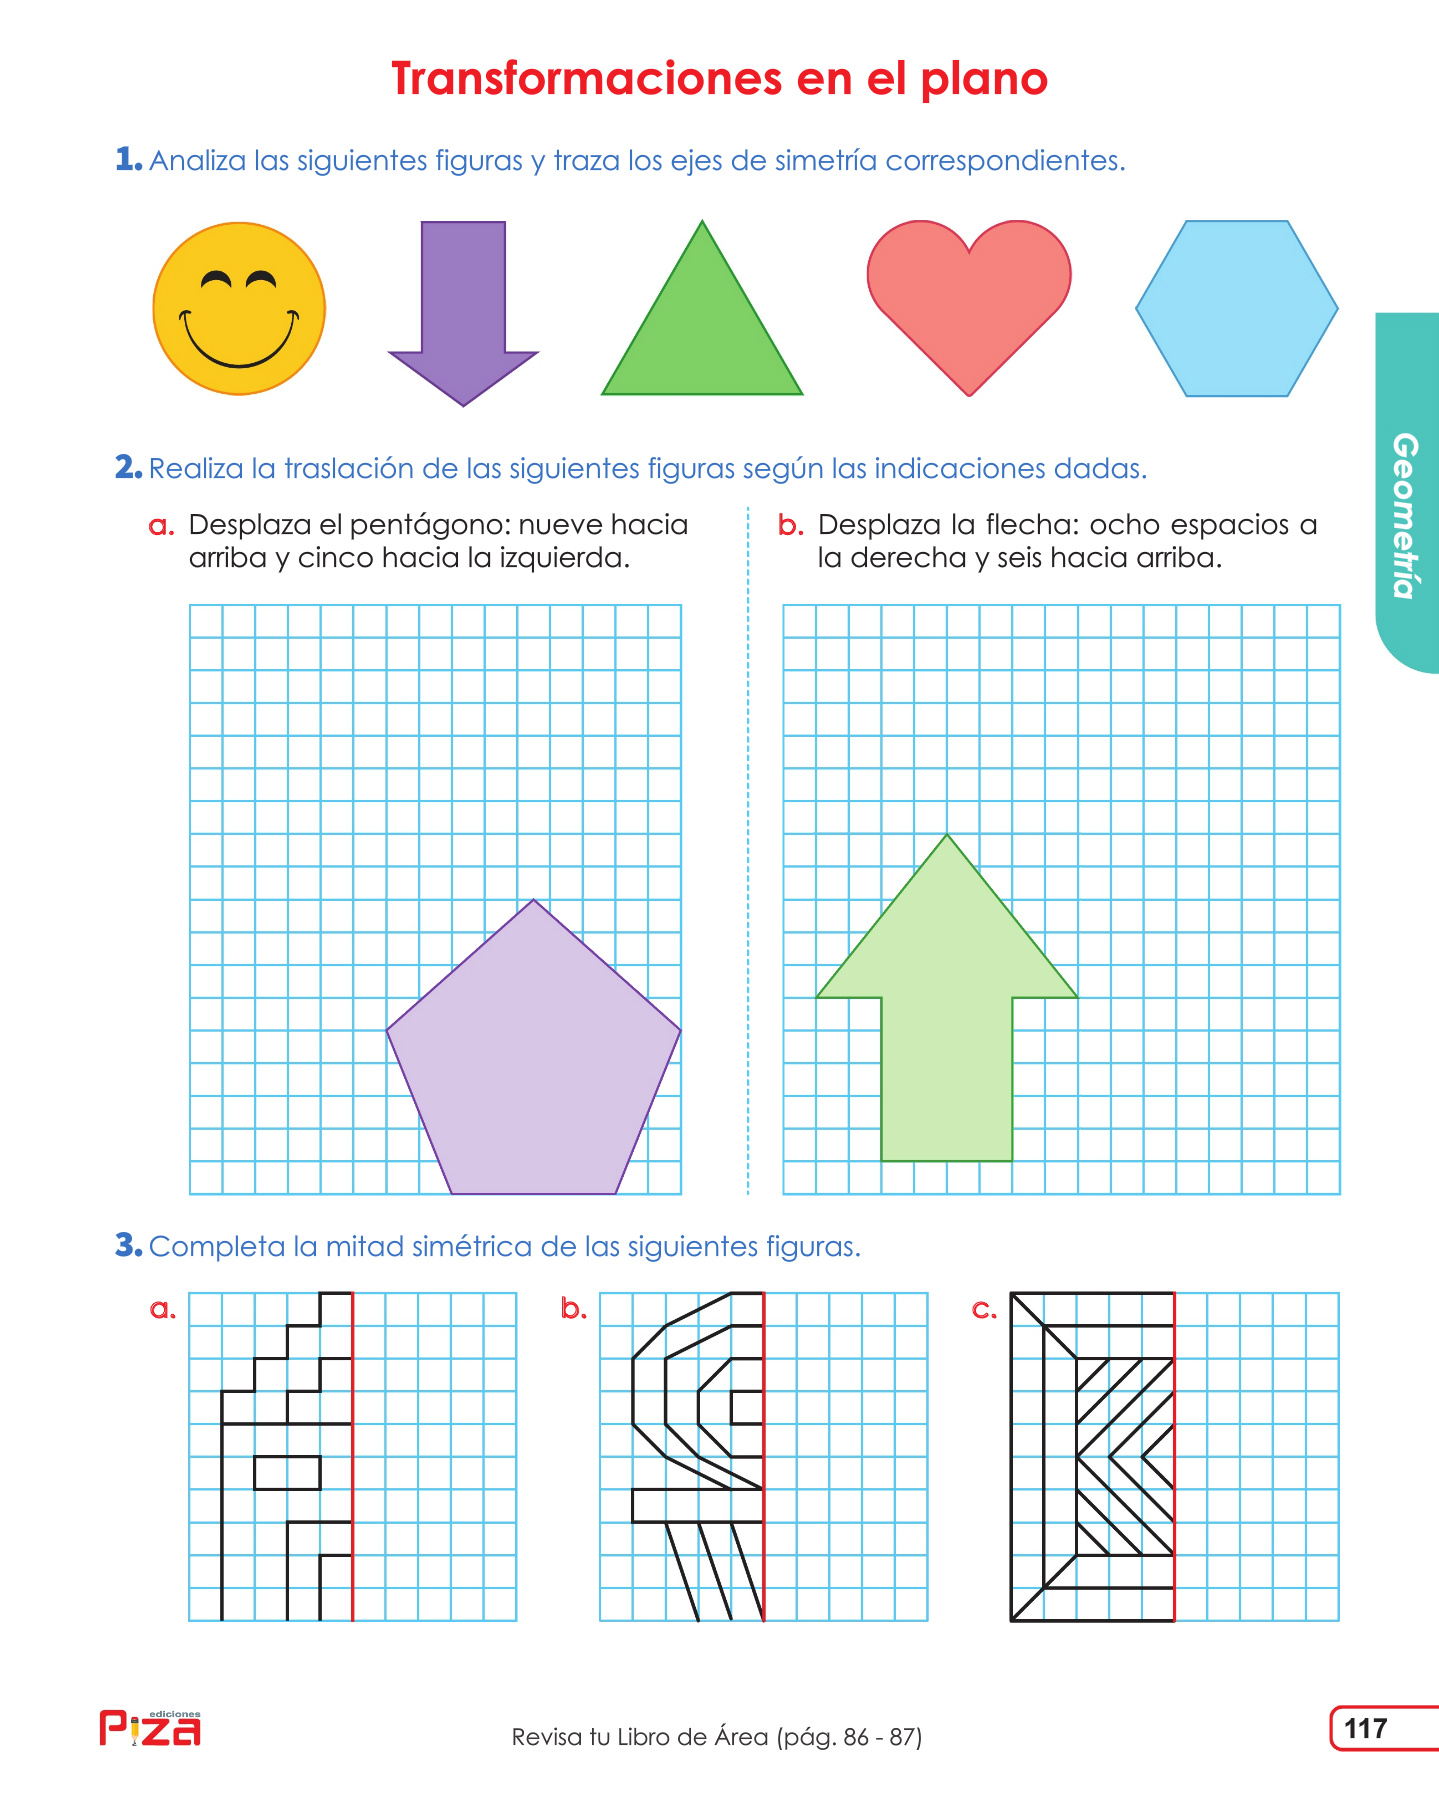 Transformaciones en el plano
1. Analiza las siguientes figuras y traza los ejes de simetría correspondientes.
2. Realiza la traslación de las siguientes figuras según las indicaciones dadas.
a. Desplaza el pentágono: nueve hacia
arriba y cinco hacia la izquierda.
b. Desplaza la flecha: ocho espacios a
la derecha y seis hacia arriba.
Geometría
3. Completa la mitad simétrica de las siguientes figuras.
a.
b.
c.
ediciones
Piza
Revisa tu Libro de Área (pág. 86 - 87)
117